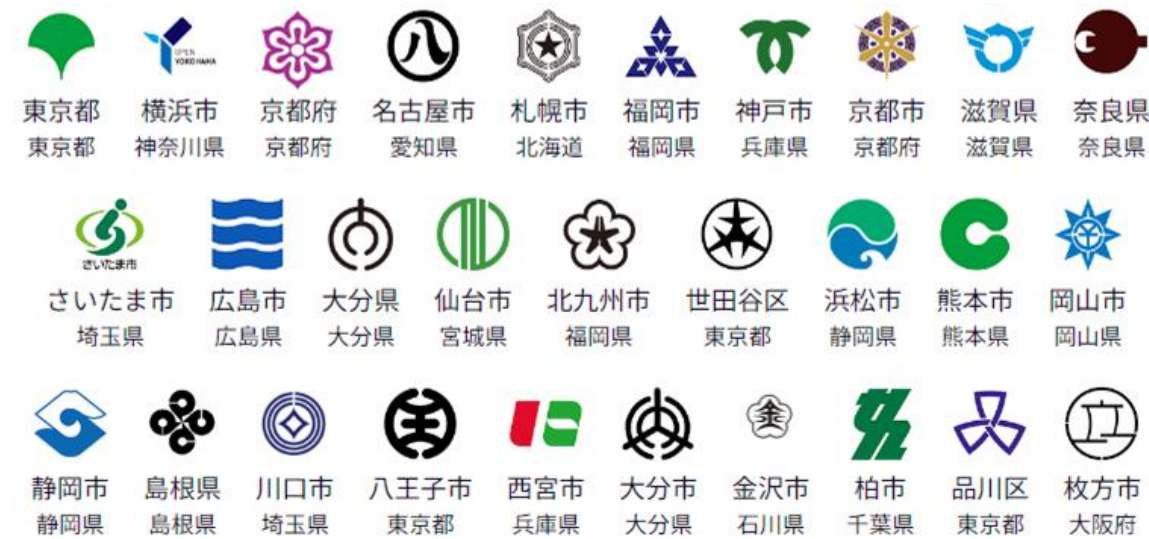 OPEN
YOKOHAMA
東京都 横浜市 京都府 名古屋市 札幌市 福岡市 神戸市 京都市 滋賀県 奈良県
東京都 神奈川県 京都府 愛知県 北海道 福岡県 兵庫県 京都府 滋賀県 奈良県
さいたま市
さいたま市 広島市 大分県 仙台市 北九州市 世田谷区 浜松市 熊本市 岡山市
埼玉県 広島県 大分県 宮城県 福岡県 東京都 静岡県 熊本県 岡山県
静岡市 島根県 川口市 八王子市 西宮市 大分市 金沢市 柏市 品川区 枚方市
静岡県 島根県 埼玉県 東京都 兵庫県 大分県 石川県 千葉県 東京都 大阪府